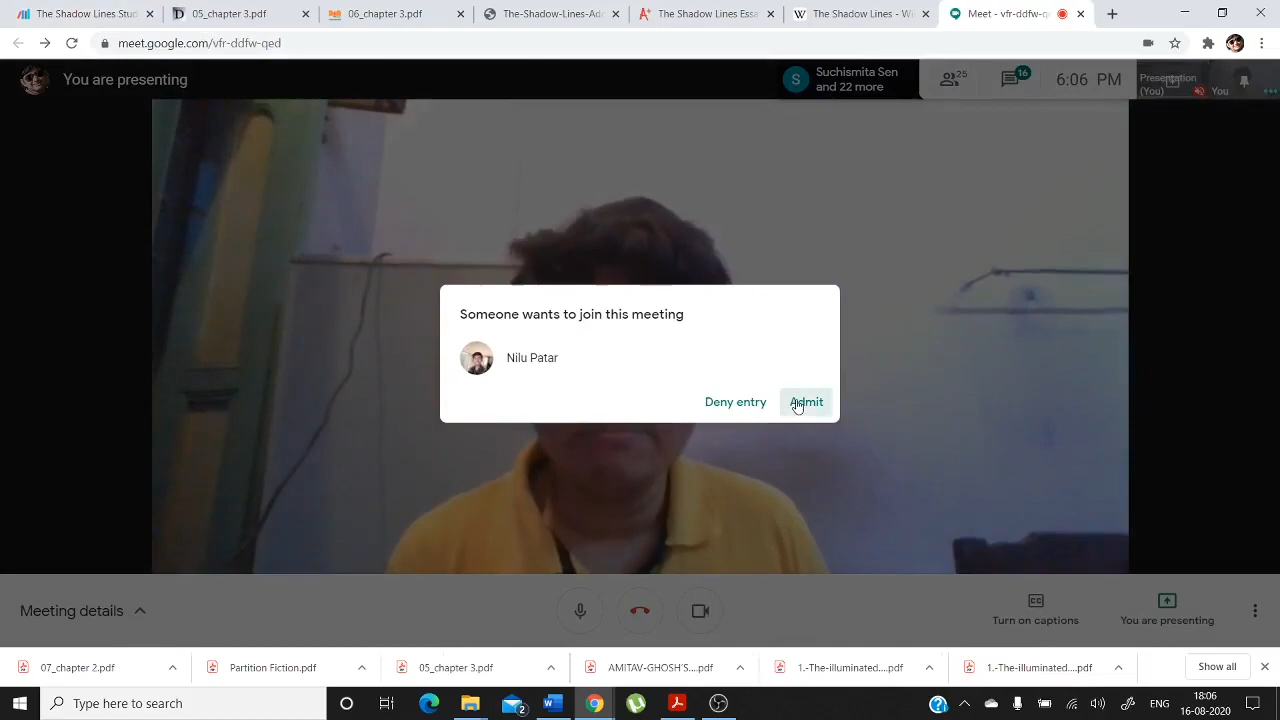 The Shadow Lines Stud
05_chapter 3.pdf
06_chapter 3.pdf
The-Shadow-Lines-Ad
The Shadow Lines Ess
The Shadow Lines - W
Meet - vfr-ddfw-q
meet.google.com/vfr-ddfw-qed
You are presenting
Suchismita Sen
and 22 more
25
16
6:06 PM
Presentation
(You)
You
Someone wants to join this meeting
Nilu Patar
Deny entry
Admit
Meeting details
Turn on captions
You are presenting
07_chapter 2.pdf
Partition Fiction.pdf
05_chapter 3.pdf
AMITAV-GHOSH'S....pdf
1.-The-illuminated....pdf
1.-The-illuminated....pdf
Show all
Type here to search
2
18:06
16-08-2020